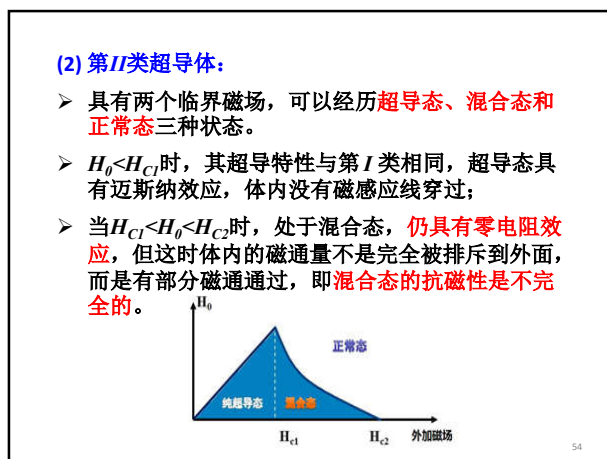 (2) 第II类超导体：
➢ 具有两个临界磁场，可以经历超导态、混合态和
正常态三种状态。
➢ H₀<H_C1时，其超导特性与第 I 类相同，超导态具
有迈斯纳效应，体内没有磁感应线穿过；
➢ 当H_C1<H₀<H_C2时，处于混合态，仍具有零电阻效
应，但这时体内的磁通量不是完全被排斥到外面，
而是有部分磁通通过，即混合态的抗磁性是不完
全的。
H₀
正常态
纯超导态 混合态
H_c1 H_c2 外加磁场
54